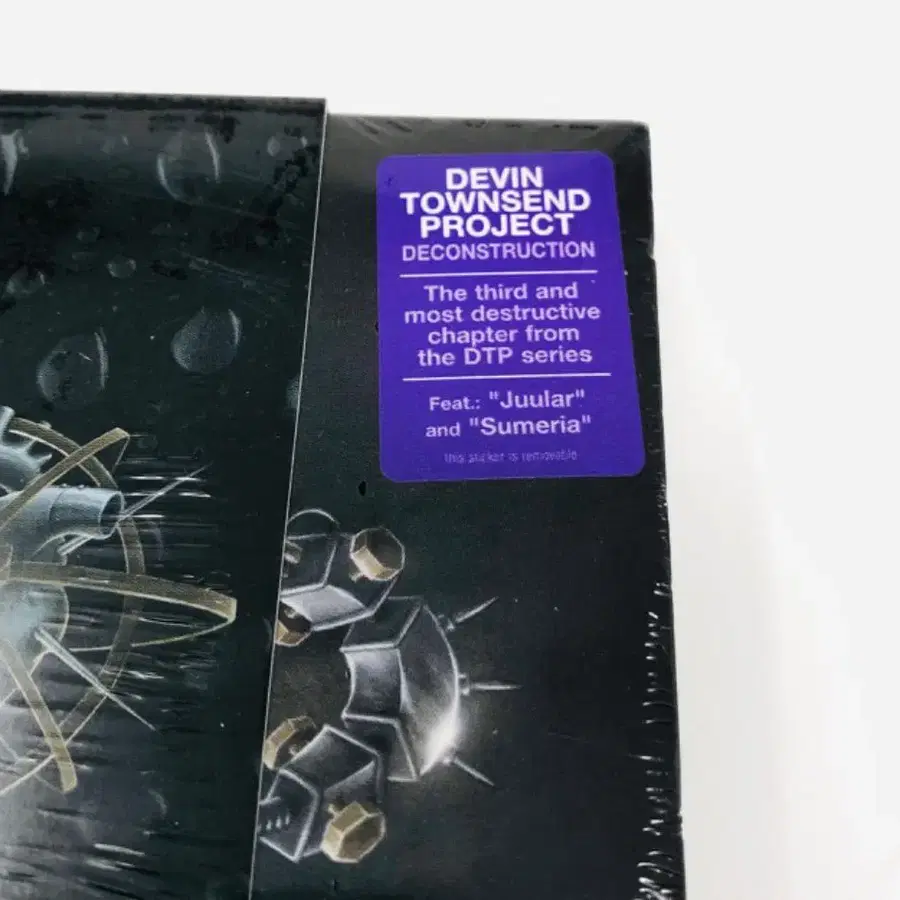 DEVIN
TOWNSEND
PROJECT
DECONSTRUCTION
The third and
most destructive
chapter from
the DTP series
Feat.: "Juular"
and "Sumeria"
this sticker is removable